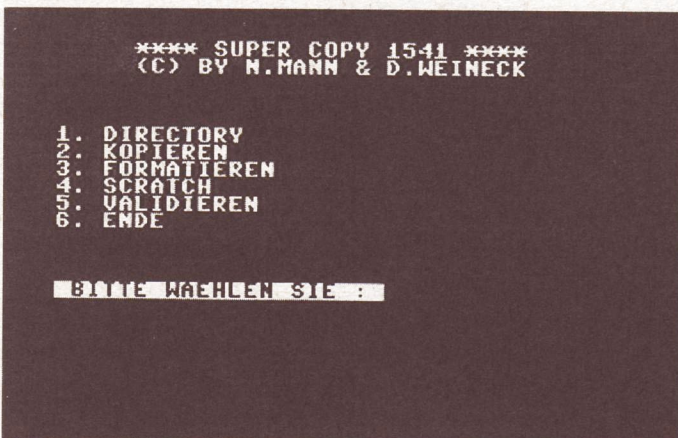 **** SUPER COPY 1541 ****
(C) BY N.MANN & D.WEINECK
1. DIRECTORY
2. KOPIEREN
3. FORMATIEREN
4. SCRATCH
5. VALIDIEREN
6. ENDE
BITTE WAEHLEN SIE :